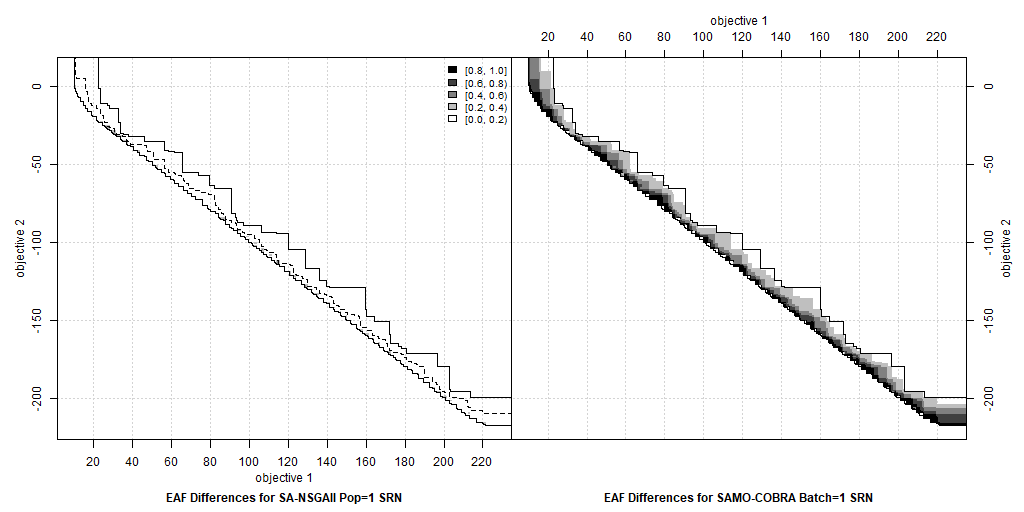 objective 1
20 40 60 80 100 120 140 160 180 200 220
[0.8, 1.0]
[0.6, 0.8)
[0.4, 0.6)
[0.2, 0.4)
[0.0, 0.2)
objective 2
0
-50
-100
-150
-200
objective 2
0
-50
-100
-150
-200
20 40 60 80 100 120 140 160 180 200 220
objective 1
EAF Differences for SA-NSGAII Pop=1 SRN
EAF Differences for SAMO-COBRA Batch=1 SRN